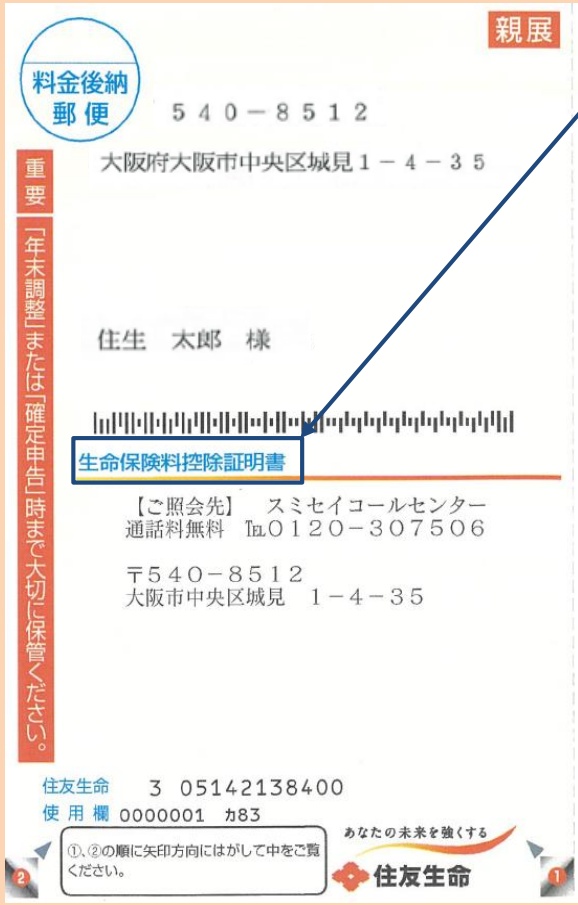 親展
料金後納
郵便
５４０－８５１２
大阪府大阪市中央区城見１－４－３５
重要
「年末調整」または「確定申告」時まで大切に保管ください。
住生　太郎　様
生命保険料控除証明書
【ご照会先】　スミセイコールセンター
通話料無料　℡０１２０－３０７５０６
〒５４０－８５１２
大阪市中央区城見　１－４－３５
住友生命　3 05142138400
使用欄 0000001 ｶ83
①、②の順に矢印方向にはがして中をご覧
ください。
あなたの未来を強くする
住友生命
2
1